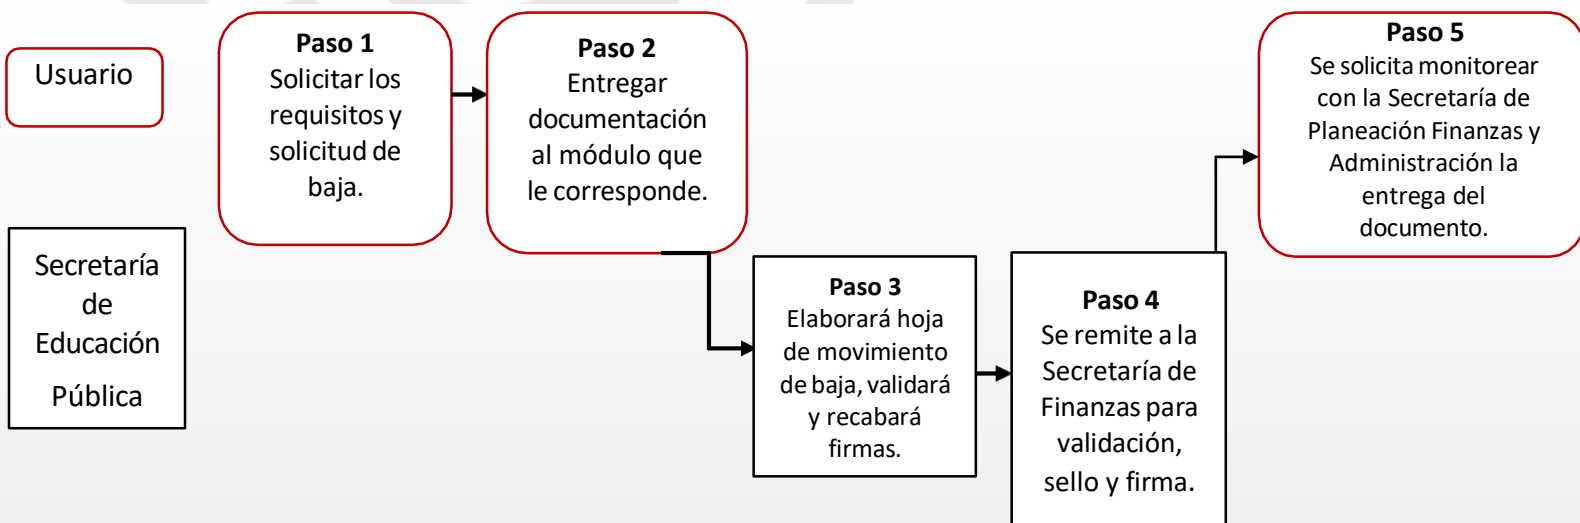 Usuario
Secretaría
de
Educación
Pública
Paso 1
Solicitar los
requisitos y
solicitud de
baja.
Paso 2
Entregar
documentación
al módulo que
le corresponde.
Paso 3
Elaborará hoja
de movimiento
de baja, validará
y recabará
firmas.
Paso 4
Se remite a la
Secretaría de
Finanzas para
validación,
sello y firma.
Paso 5
Se solicita monitorear
con la Secretaría de
Planeación Finanzas y
Administración la
entrega del
documento.